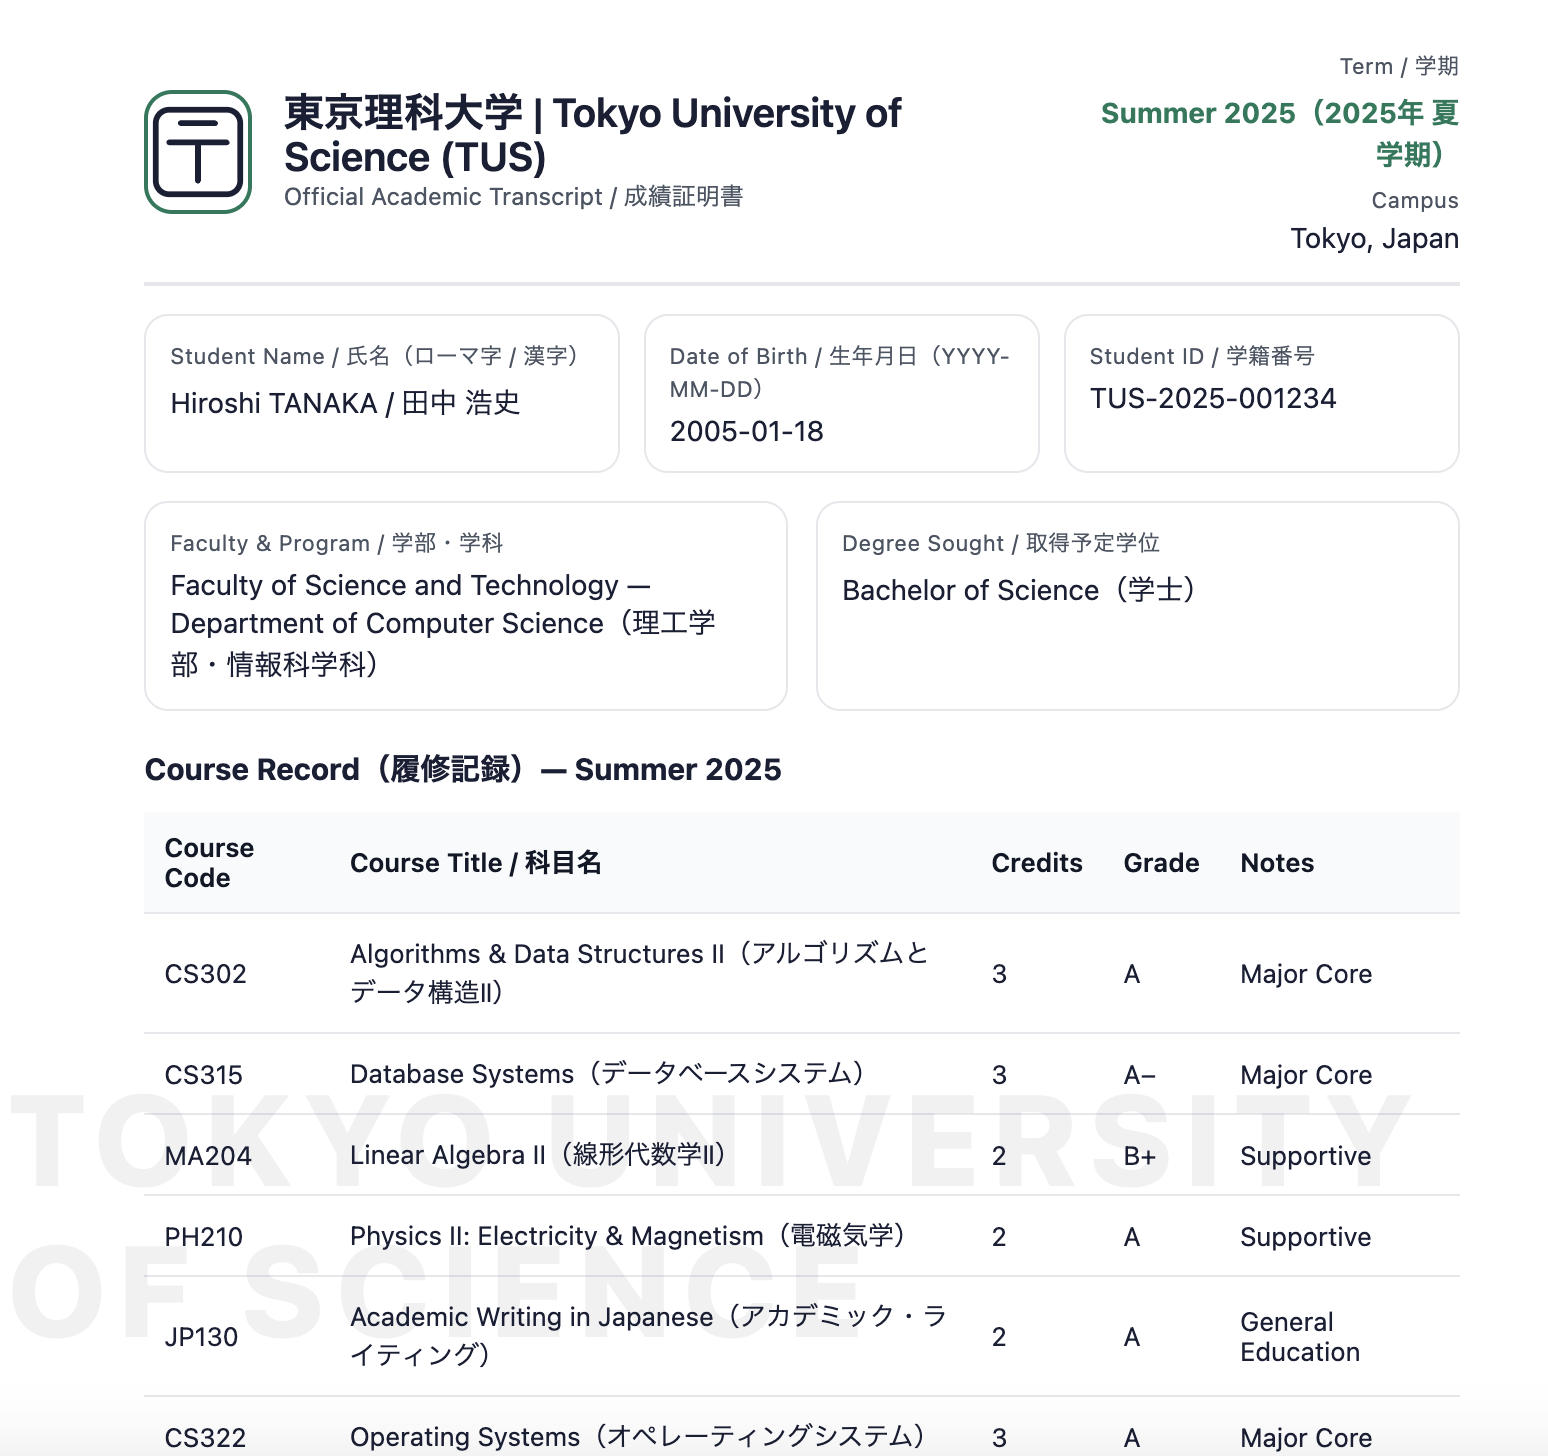 Term / 学期
東京理科大学 | Tokyo University of
Science (TUS)
Official Academic Transcript / 成績証明書
Summer 2025（2025年 夏
学期）
Campus
Tokyo, Japan
Student Name / 氏名（ローマ字 / 漢字）
Hiroshi TANAKA / 田中 浩史
Date of Birth / 生年月日（YYYY-
MM-DD）
2005-01-18
Student ID / 学籍番号
TUS-2025-001234
Faculty & Program / 学部・学科
Faculty of Science and Technology —
Department of Computer Science（理工学
部・情報科学科）
Degree Sought / 取得予定学位
Bachelor of Science（学士）
Course Record（履修記録）— Summer 2025
Course
Code
Course Title / 科目名
Credits
Grade
Notes
CS302
Algorithms & Data Structures II（アルゴリズムと
データ構造II）
3
A
Major Core
CS315
Database Systems（データベースシステム）
3
A–
Major Core
MA204
Linear Algebra II（線形代数学II）
2
B+
Supportive
PH210
Physics II: Electricity & Magnetism（電磁気学）
2
A
Supportive
JP130
Academic Writing in Japanese（アカデミック・ラ
イティング）
2
A
General
Education
CS322
Operating Systems（オペレーティングシステム）
3
A
Major Core
TOKYO UNIVERSITY
OF SCIENCE